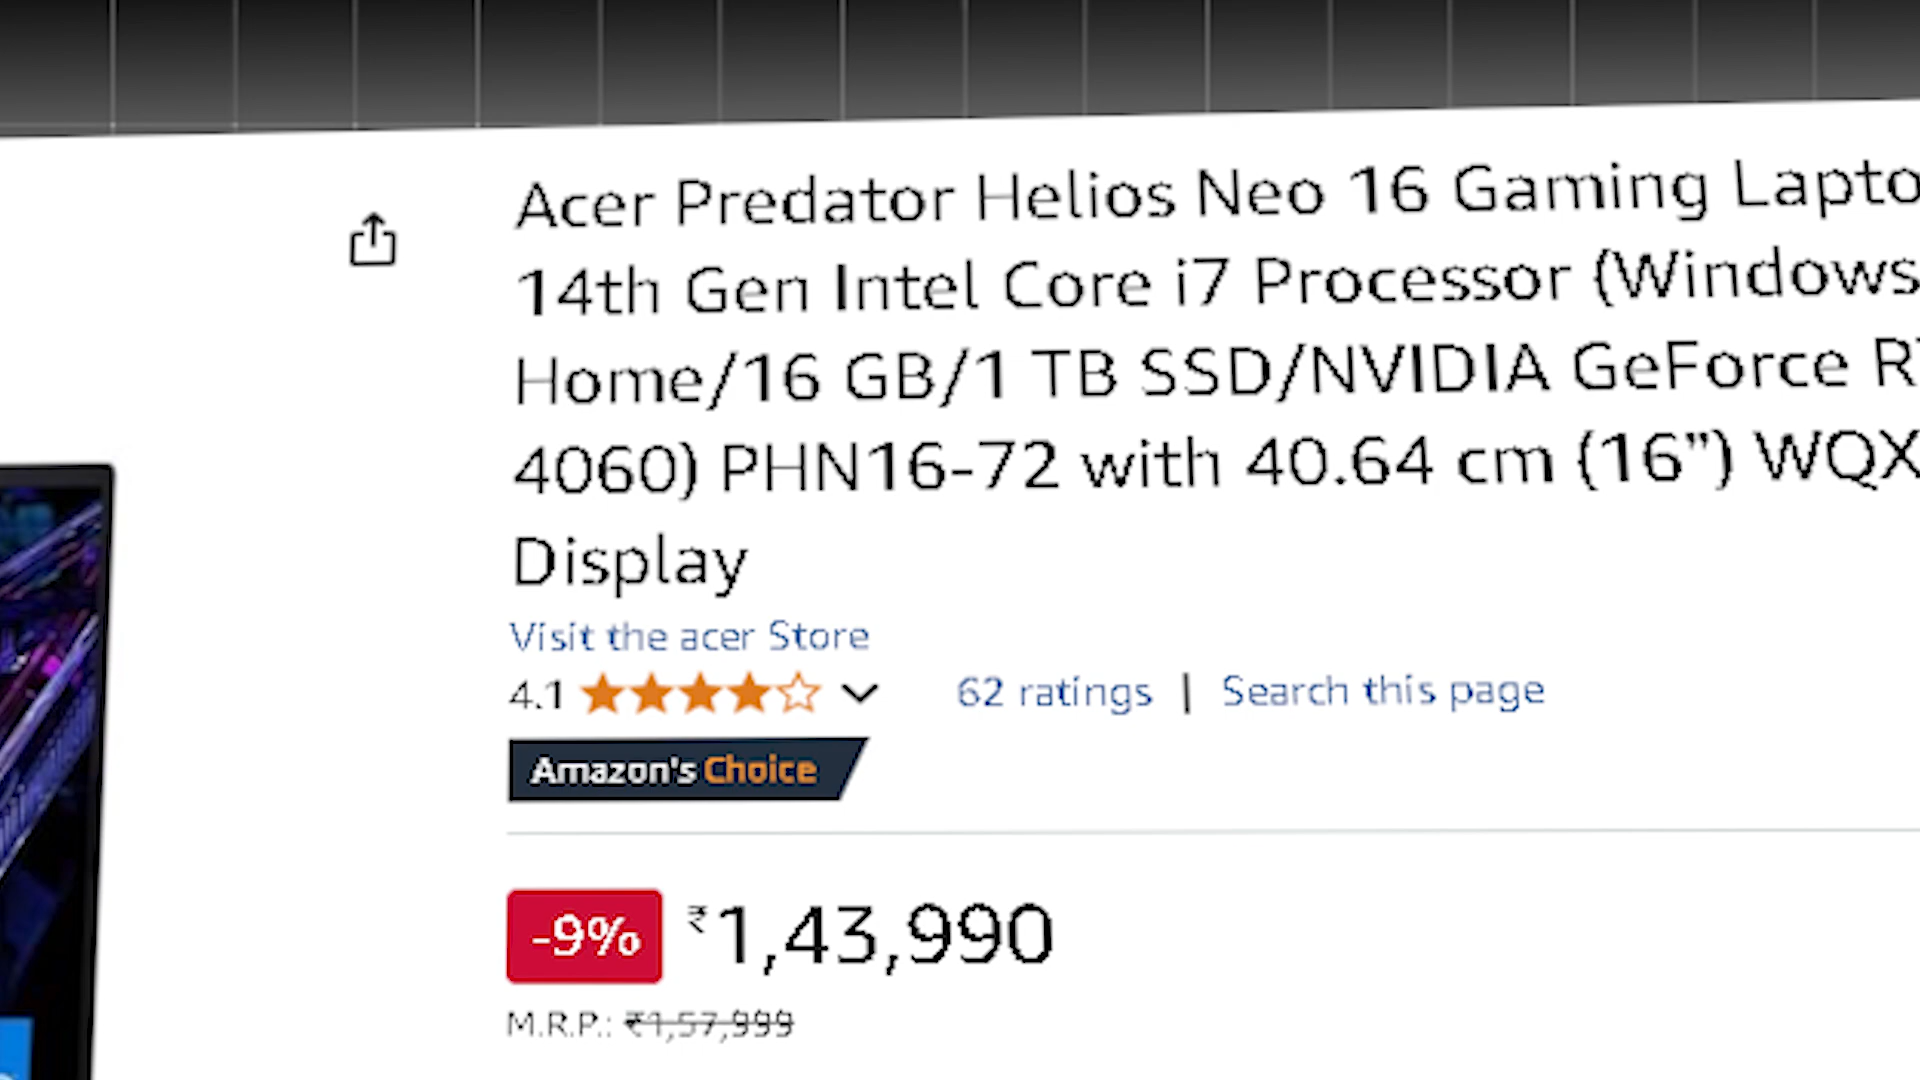 Acer Predator Helios Neo 16 Gaming Lapto
14th Gen Intel Core i7 Processor (Windows
Home/16 GB/1 TB SSD/NVIDIA GeForce R
4060) PHN16-72 with 40.64 cm (16”) WQX
Display
Visit the acer Store
4.1 62 ratings | Search this page
Amazon's Choice
-9% ₹1,43,990
M.R.P.: ₹1,57,999